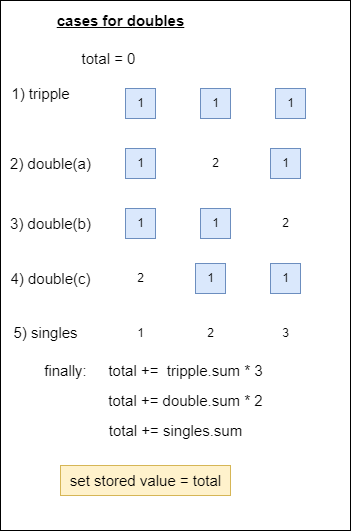 cases for doubles
total = 0
1) tripple 1 1 1
2) double(a) 1 2 1
3) double(b) 1 1 2
4) double(c) 2 1 1
5) singles 1 2 3
finally: total += tripple.sum * 3
total += double.sum * 2
total += singles.sum
set stored value = total